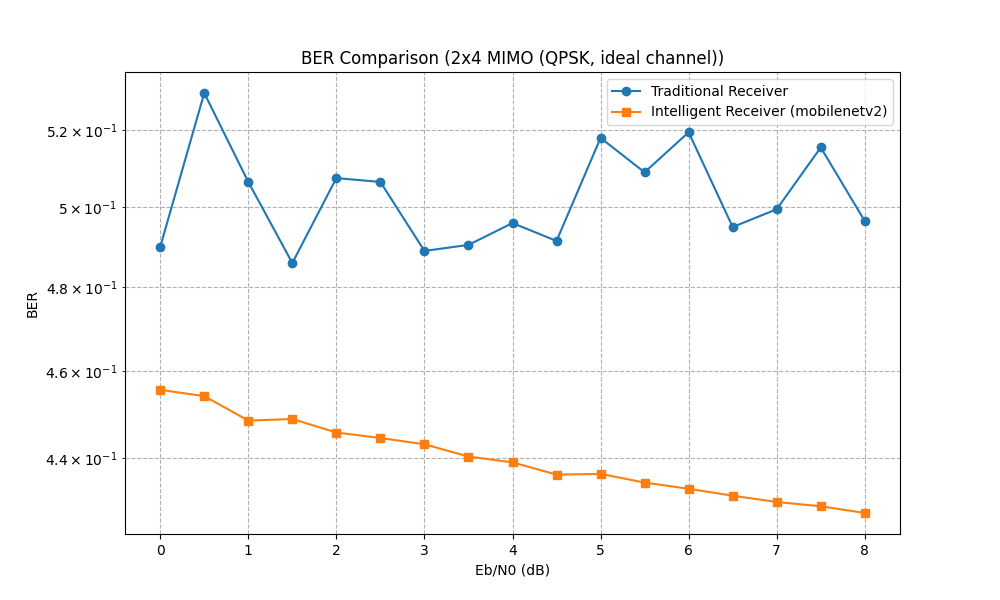 BER Comparison (2x4 MIMO (QPSK, ideal channel))
Traditional Receiver
Intelligent Receiver (mobilenetv2)
5.2 × 10⁻¹
5 × 10⁻¹
4.8 × 10⁻¹
4.6 × 10⁻¹
4.4 × 10⁻¹
BER
0 1 2 3 4 5 6 7 8
Eb/N0 (dB)